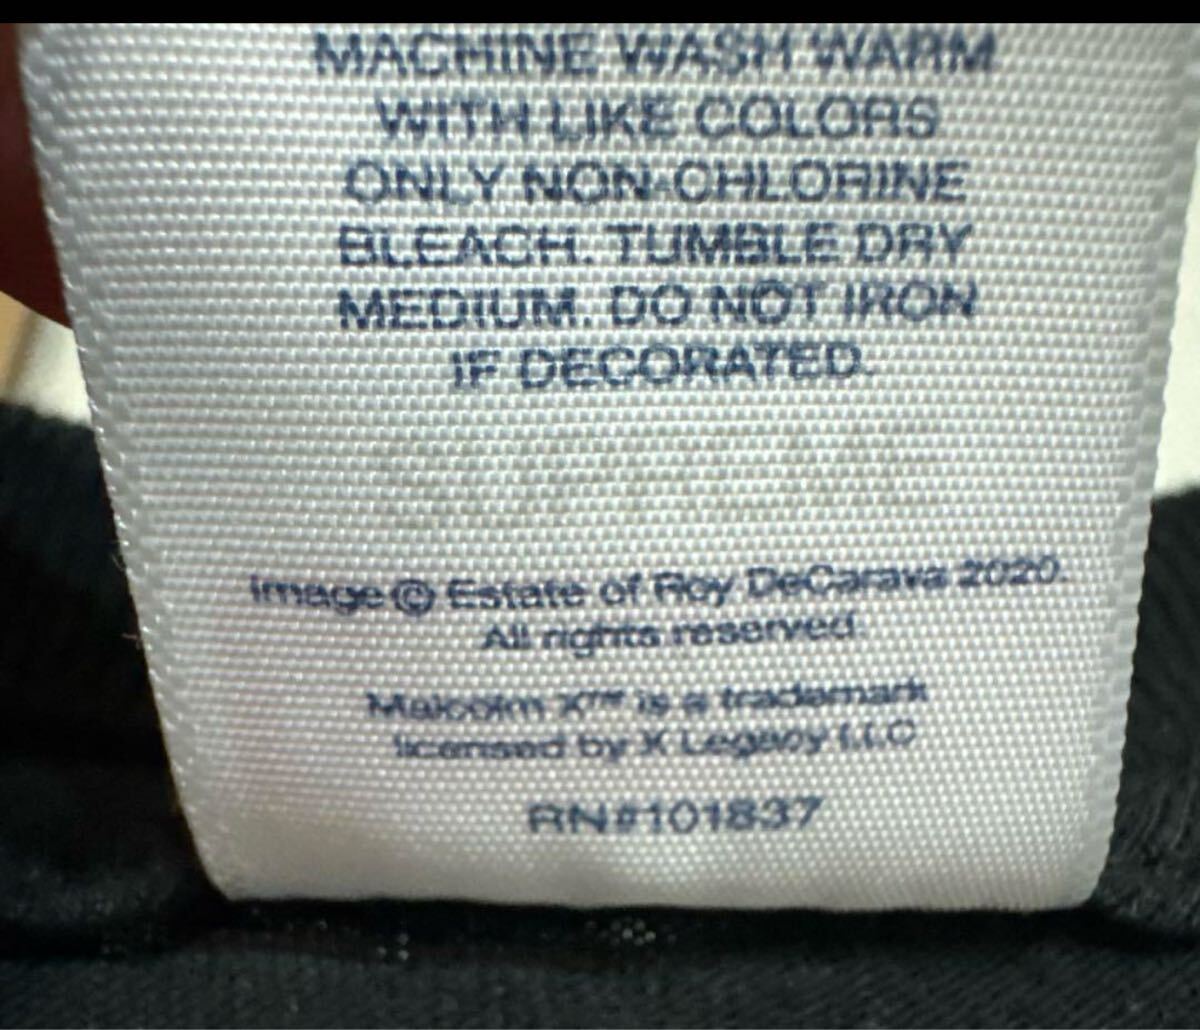 MACHINE WASH WARM
WITH LIKE COLORS
ONLY NON-CHLORINE
BLEACH. TUMBLE DRY
MEDIUM. DO NOT IRON
IF DECORATED.
Image © Estate of Roy DeCarava 2020.
All rights reserved.
Malcolm X™ is a trademark
licensed by X Legacy LLC
RN#101837